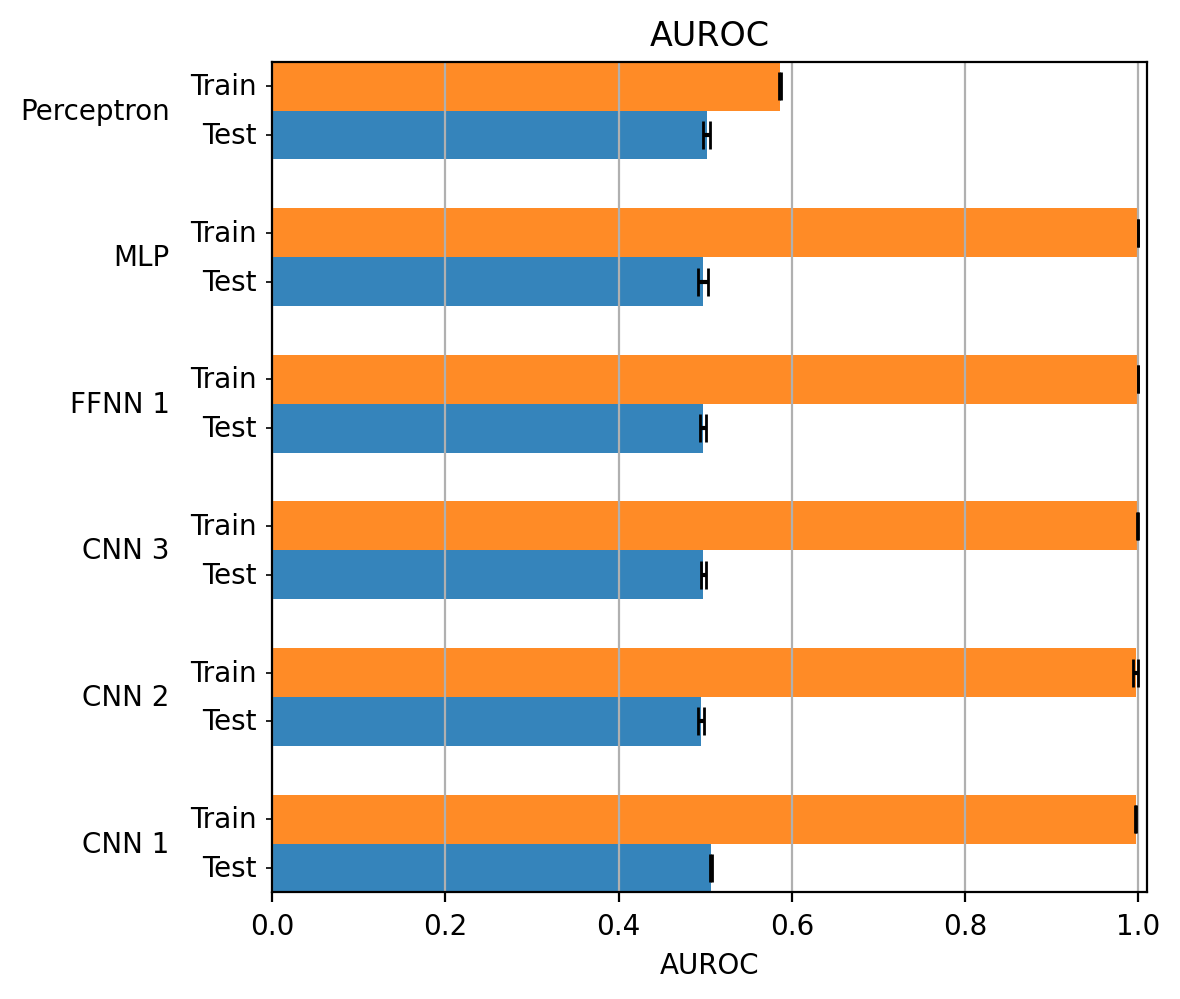 AUROC
Perceptron
Train
Test
MLP
Train
Test
FFNN 1
Train
Test
CNN 3
Train
Test
CNN 2
Train
Test
CNN 1
Train
Test
0.0 0.2 0.4 0.6 0.8 1.0
AUROC